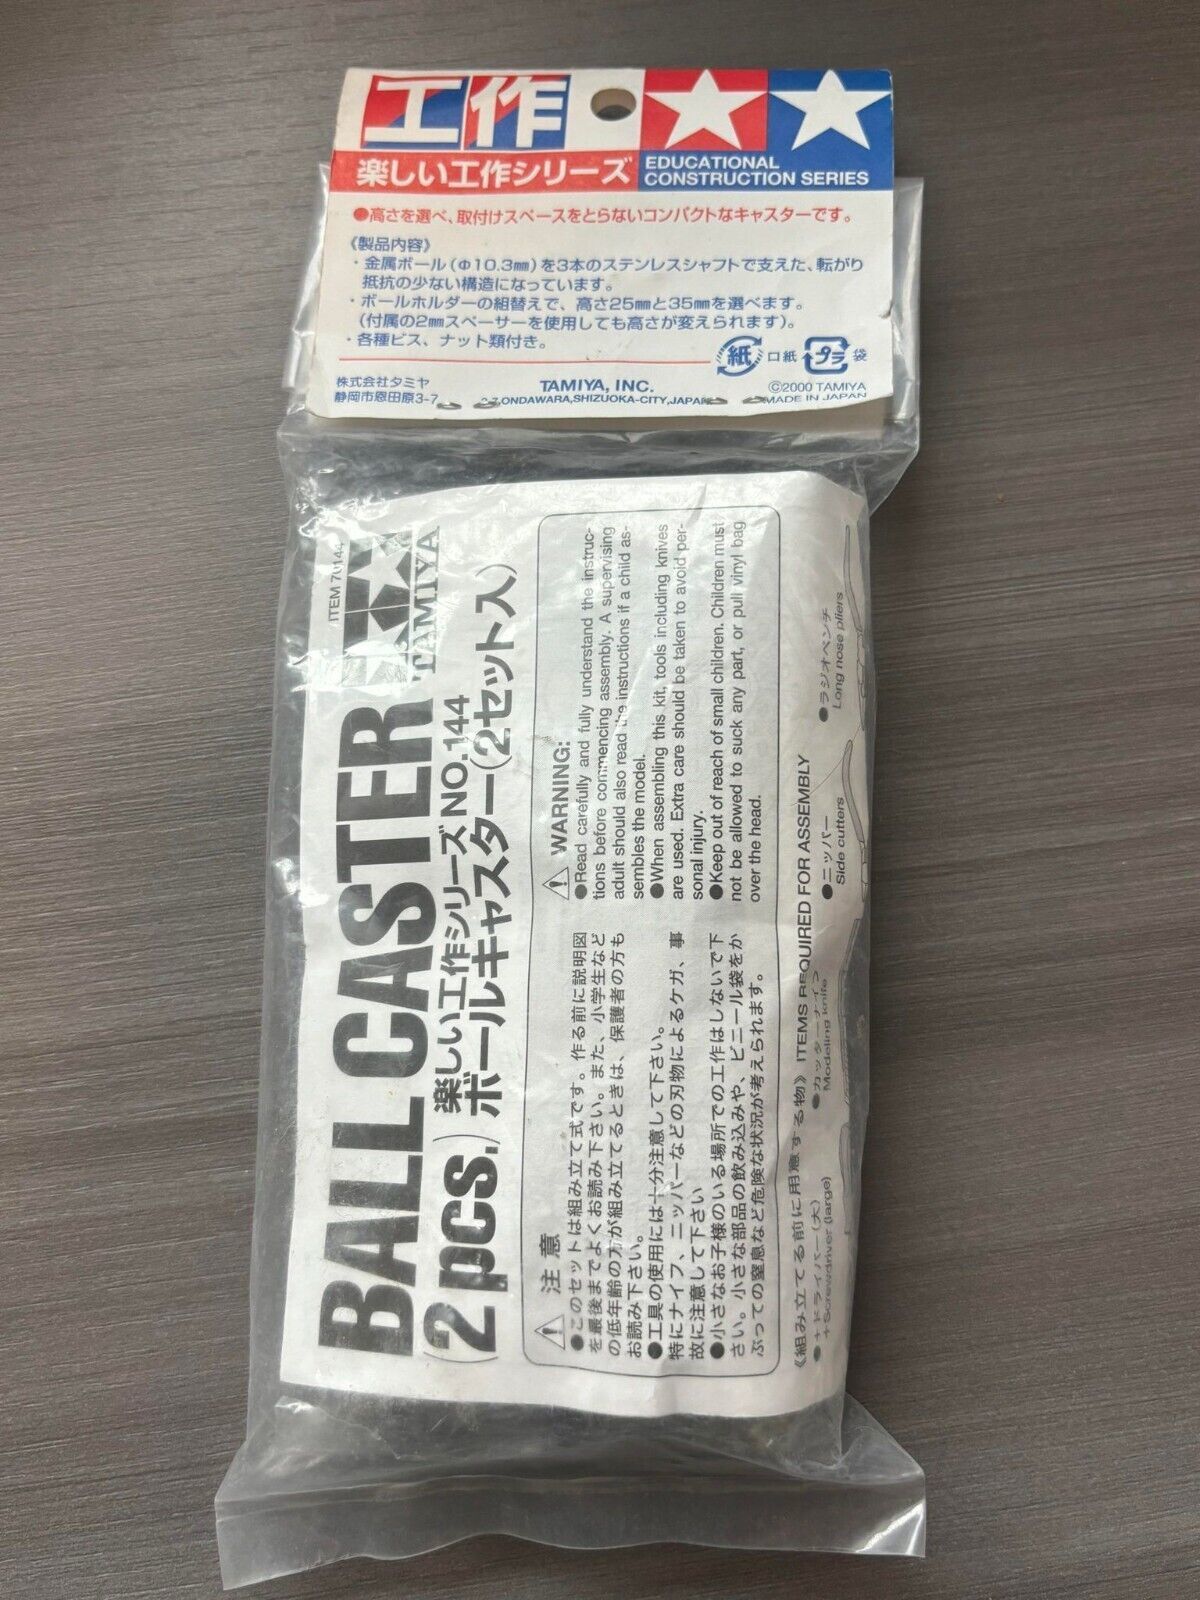 工作
楽しい工作シリーズ
EDUCATIONAL
CONSTRUCTION SERIES
●高さを選べ、取付けスペースをとらないコンパクトなキャスターです。
《製品内容》
・金属ボール(Φ10.3㎜)を3本のステンレスシャフトで支えた、転がり
抵抗の少ない構造になっています。
・ボールホルダーの組替えで、高さ25㎜と35㎜を選べます。
(付属の2㎜スペーサーを使用しても高さが変えられます)。
・各種ビス、ナット類付き。
紙 口紙 プラ 袋
株式会社タミヤ
静岡市恩田原3-7
TAMIYA, INC.
3-7,ONDAWARA,SHIZUOKA-CITY,JAPAN
©2000 TAMIYA
MADE IN JAPAN
ITEM 70144
BALL CASTER
TAMIYA
(2 pcs.)
楽しい工作シリーズ NO.144
ボールキャスター(2セット入)
注意
●このセットは組み立て式です。作る前に説明図
を最後までよくお読み下さい。また、小学生など
の低年齢の方が組み立てるときは、保護者の方も
お読み下さい。
●工具の使用には十分注意して下さい。
特にナイフ、ニッパーなどの刃物によるケガ、事
故に注意して下さい
●小さなお子様のいる場所での工作はしないで下
さい。小さな部品の飲み込みや、ビニール袋をか
ぶっての窒息など危険な状況が考えられます。
WARNING:
●Read carefully and fully understand the instruc-
tions before commencing assembly. A supervising
adult should also read the instructions if a child as-
sembles the model.
●When assembling this kit, tools including knives
are used. Extra care should be taken to avoid per-
sonal injury.
●Keep out of reach of small children. Children must
not be allowed to suck any part, or pull vinyl bag
over the head.
《組み立てる前に用意する物》 ITEMS REQUIRED FOR ASSEMBLY
●+ドライバー(大)
+Screwdriver (large)
●カッターナイフ
Modeling knife
●ニッパー
Side cutters
●ラジオペンチ
Long nose pliers